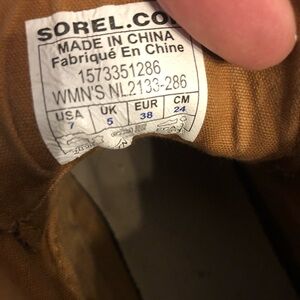 SOREL.CO
MADE IN CHINA
Fabriqué En Chine
1573351286
WMN'S NL2133-286
USA UK EUR CM
7 5 38 24